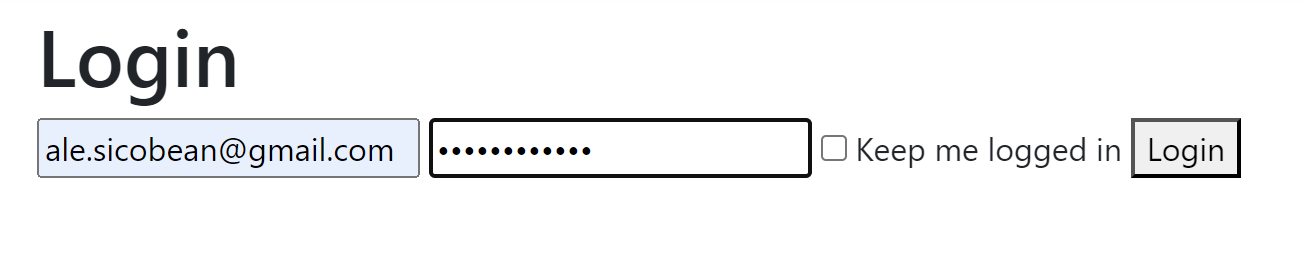 Login
ale.sicobean@gmail.com •••••••••••• Keep me logged in Login